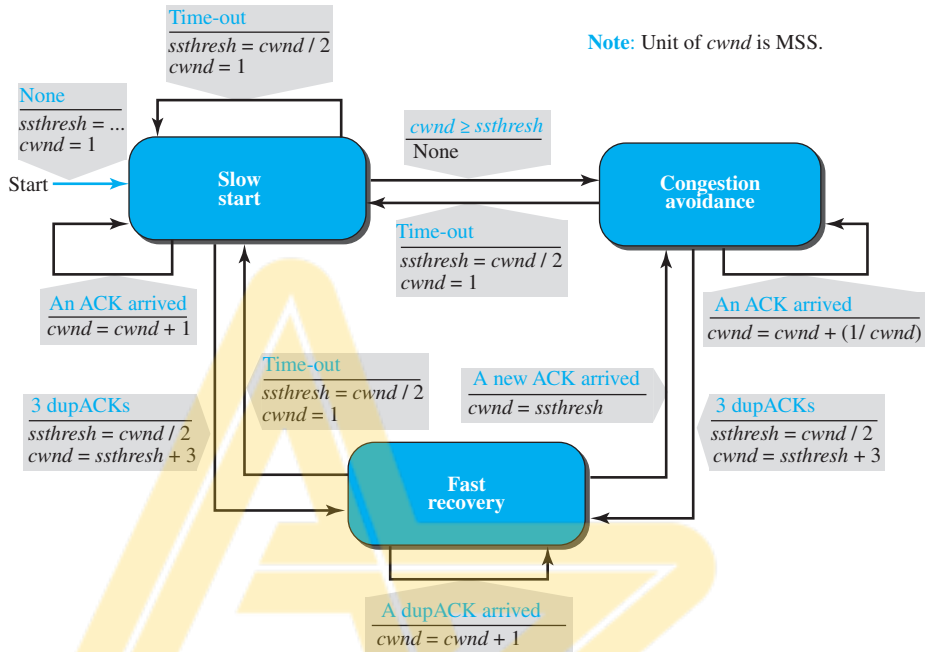 Time-out
ssthresh = cwnd / 2
cwnd = 1
Note: Unit of cwnd is MSS.
None
ssthresh = ...
cwnd = 1
Start
Slow
start
cwnd ≥ ssthresh
None
Congestion
avoidance
Time-out
ssthresh = cwnd / 2
cwnd = 1
An ACK arrived
cwnd = cwnd + 1
An ACK arrived
cwnd = cwnd + (1/ cwnd)
3 dupACKs
ssthresh = cwnd / 2
cwnd = ssthresh + 3
Time-out
ssthresh = cwnd / 2
cwnd = 1
A new ACK arrived
cwnd = ssthresh
3 dupACKs
ssthresh = cwnd / 2
cwnd = ssthresh + 3
Fast
recovery
A dupACK arrived
cwnd = cwnd + 1